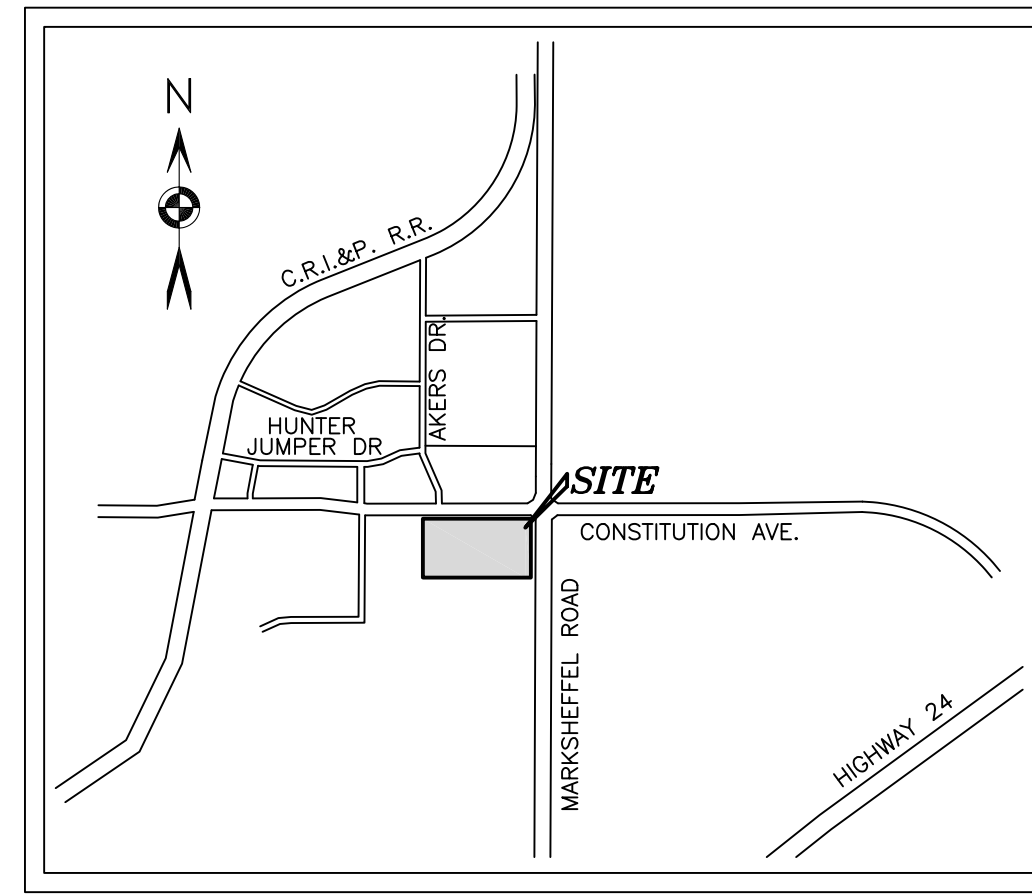 N
C.R.I.&P. R.R.
AKERS DR.
HUNTER
JUMPER DR
SITE
CONSTITUTION AVE.
MARKSHEFFEL ROAD
HIGHWAY 24